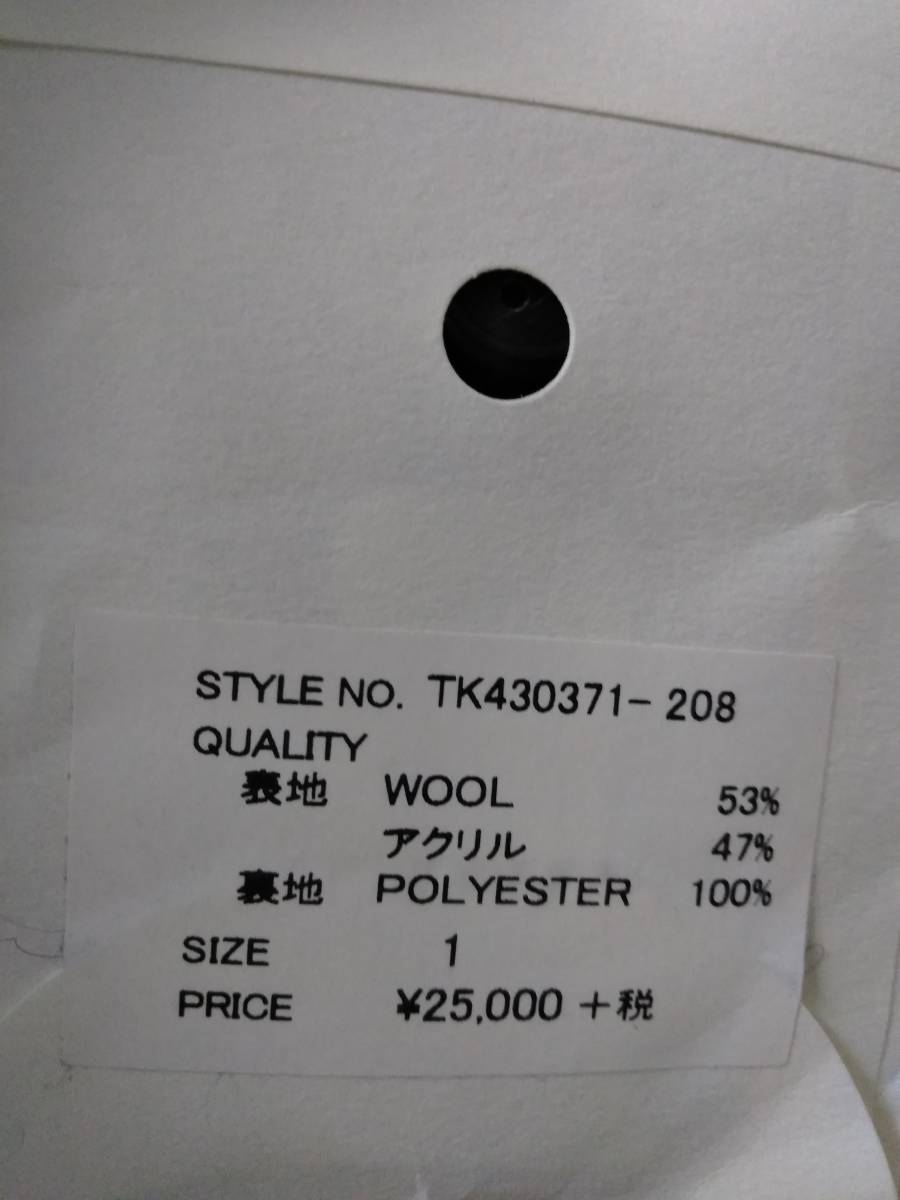 STYLE NO. TK430371- 208
QUALITY
表地 WOOL 53%
アクリル 47%
裏地 POLYESTER 100%
SIZE 1
PRICE ¥25,000 +税